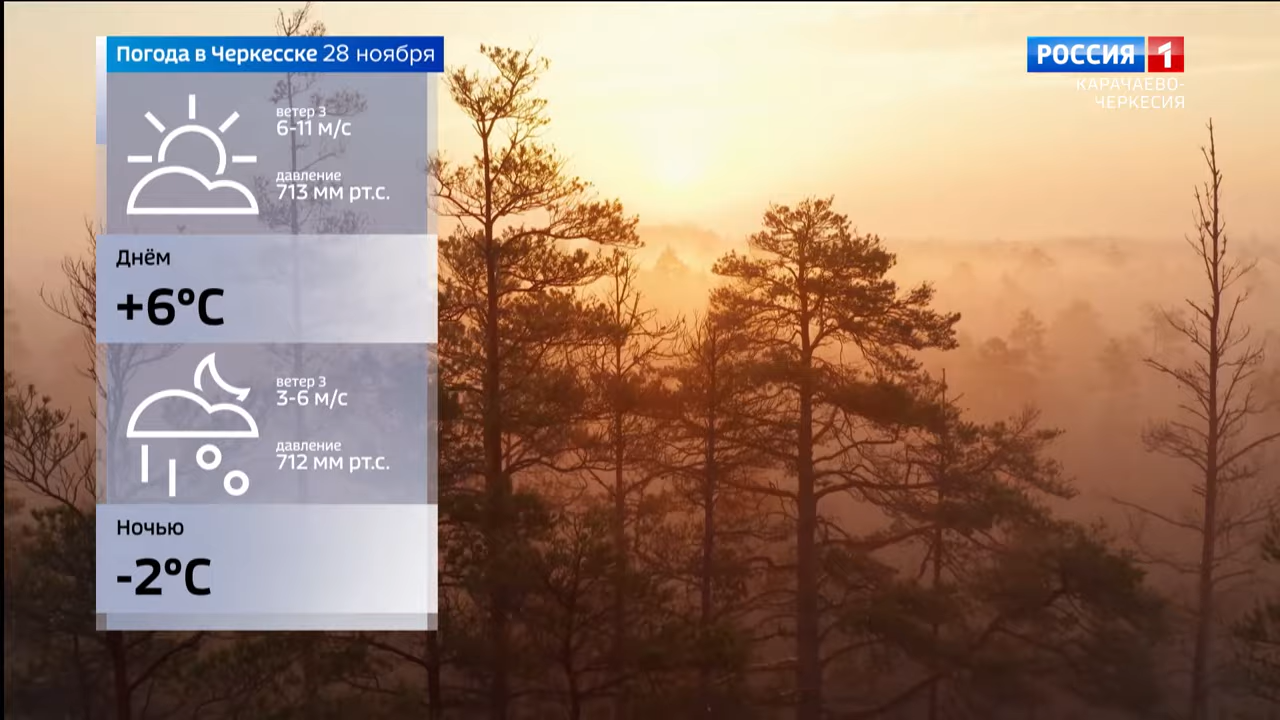 Погода в Черкесске 28 ноября
РОССИЯ 1
КАРАЧАЕВО-
ЧЕРКЕСИЯ
ветер З
6-11 м/с
давление
713 мм рт.с.
Днём
+6°C
ветер З
3-6 м/с
давление
712 мм рт.с.
Ночью
-2°C